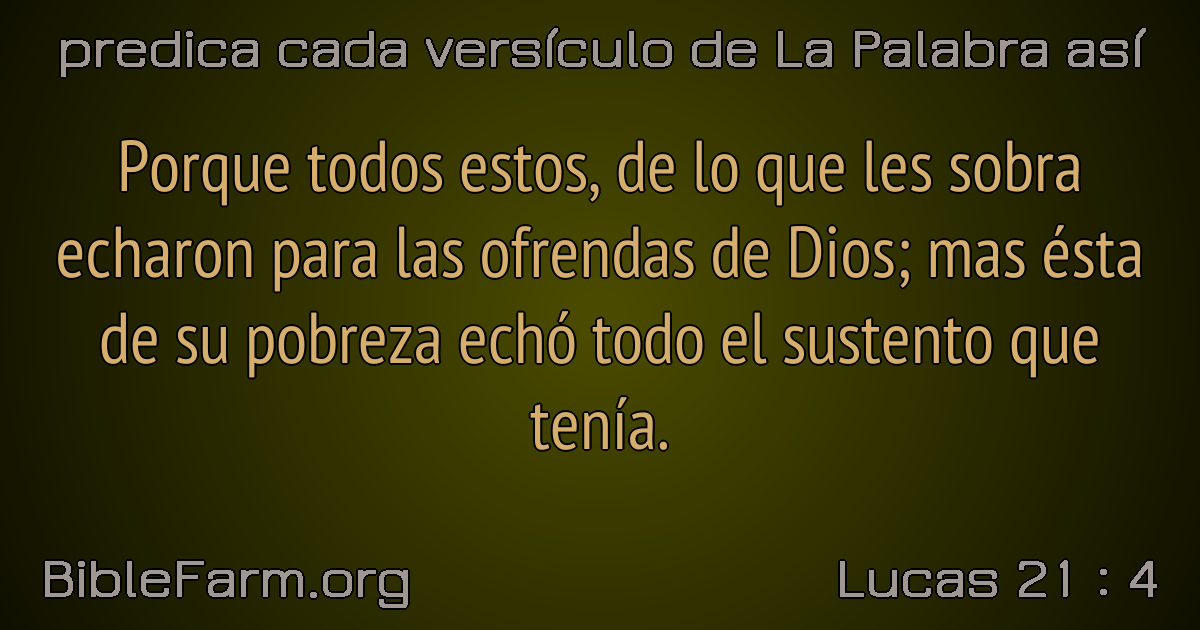 predica cada versículo de La Palabra así
Porque todos estos, de lo que les sobra
echaron para las ofrendas de Dios; mas ésta
de su pobreza echó todo el sustento que
tenía.
BibleFarm.org
Lucas 21 : 4